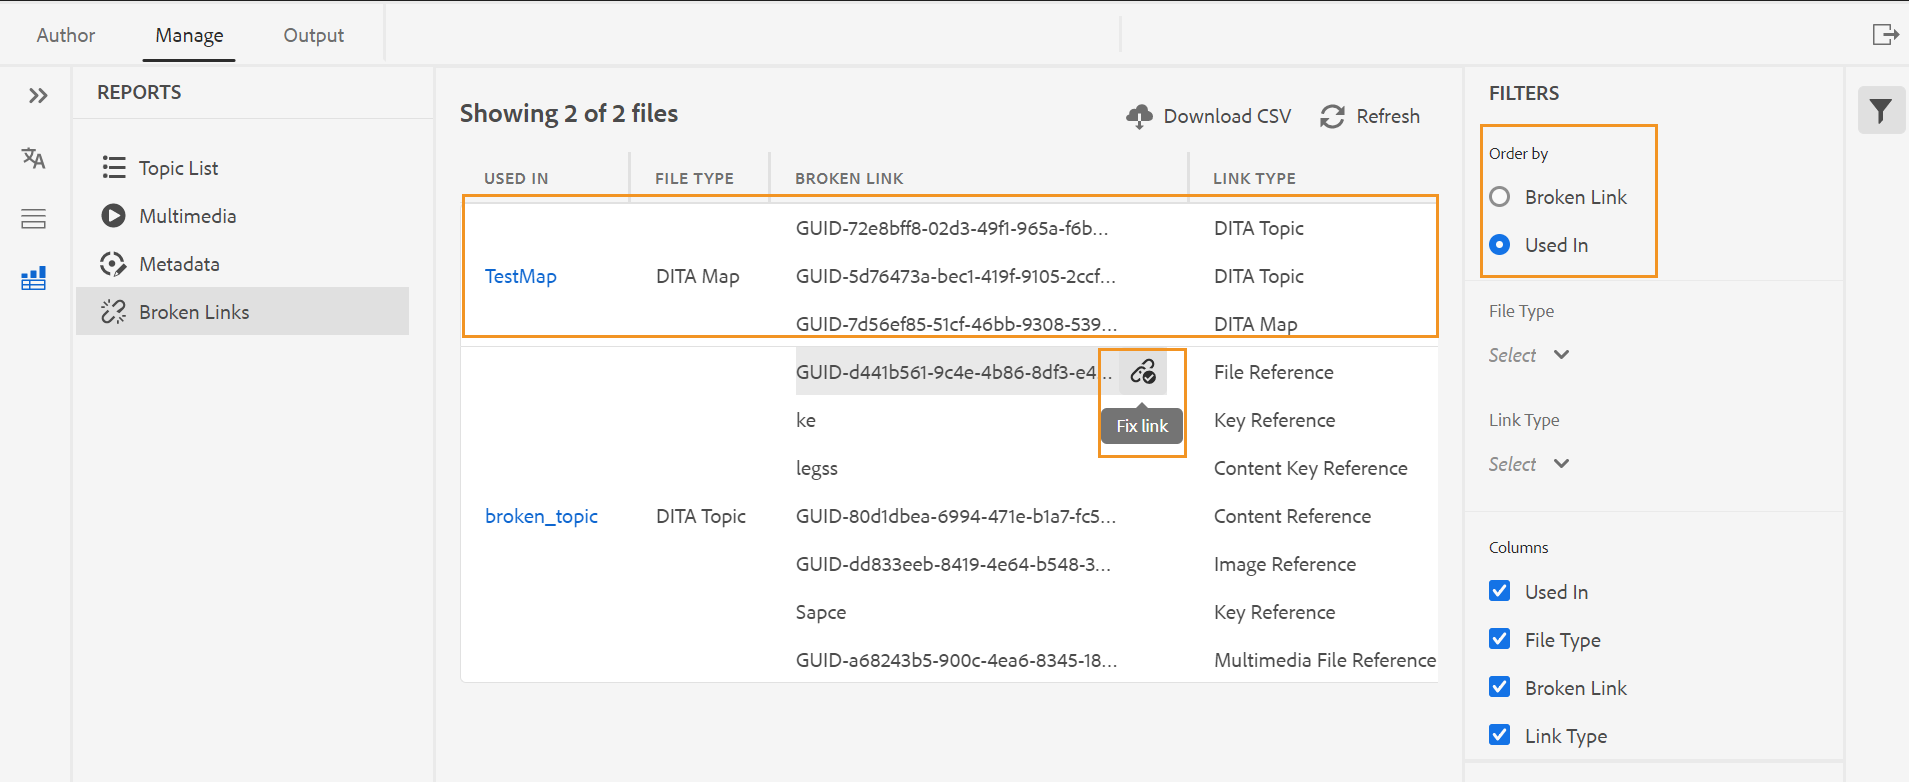 Author Manage Output
REPORTS
Topic List
Multimedia
Metadata
Broken Links
Showing 2 of 2 files
Download CSV Refresh
USED IN FILE TYPE BROKEN LINK LINK TYPE
GUID-72e8bff8-02d3-49f1-965a-f6b... DITA Topic
TestMap DITA Map GUID-5d76473a-bec1-419f-9105-2ccf... DITA Topic
GUID-7d56ef85-51cf-46bb-9308-539... DITA Map
GUID-d441b561-9c4e-4b86-8df3-e4... File Reference
ke Key Reference
Fix link
legss Content Key Reference
broken_topic DITA Topic GUID-80d1dbea-6994-471e-b1a7-fc5... Content Reference
GUID-dd833eeb-8419-4e64-b548-3... Image Reference
Sapce Key Reference
GUID-a68243b5-900c-4ea6-8345-18... Multimedia File Reference
FILTERS
Order by
Broken Link
Used In
File Type
Select
Link Type
Select
Columns
Used In
File Type
Broken Link
Link Type